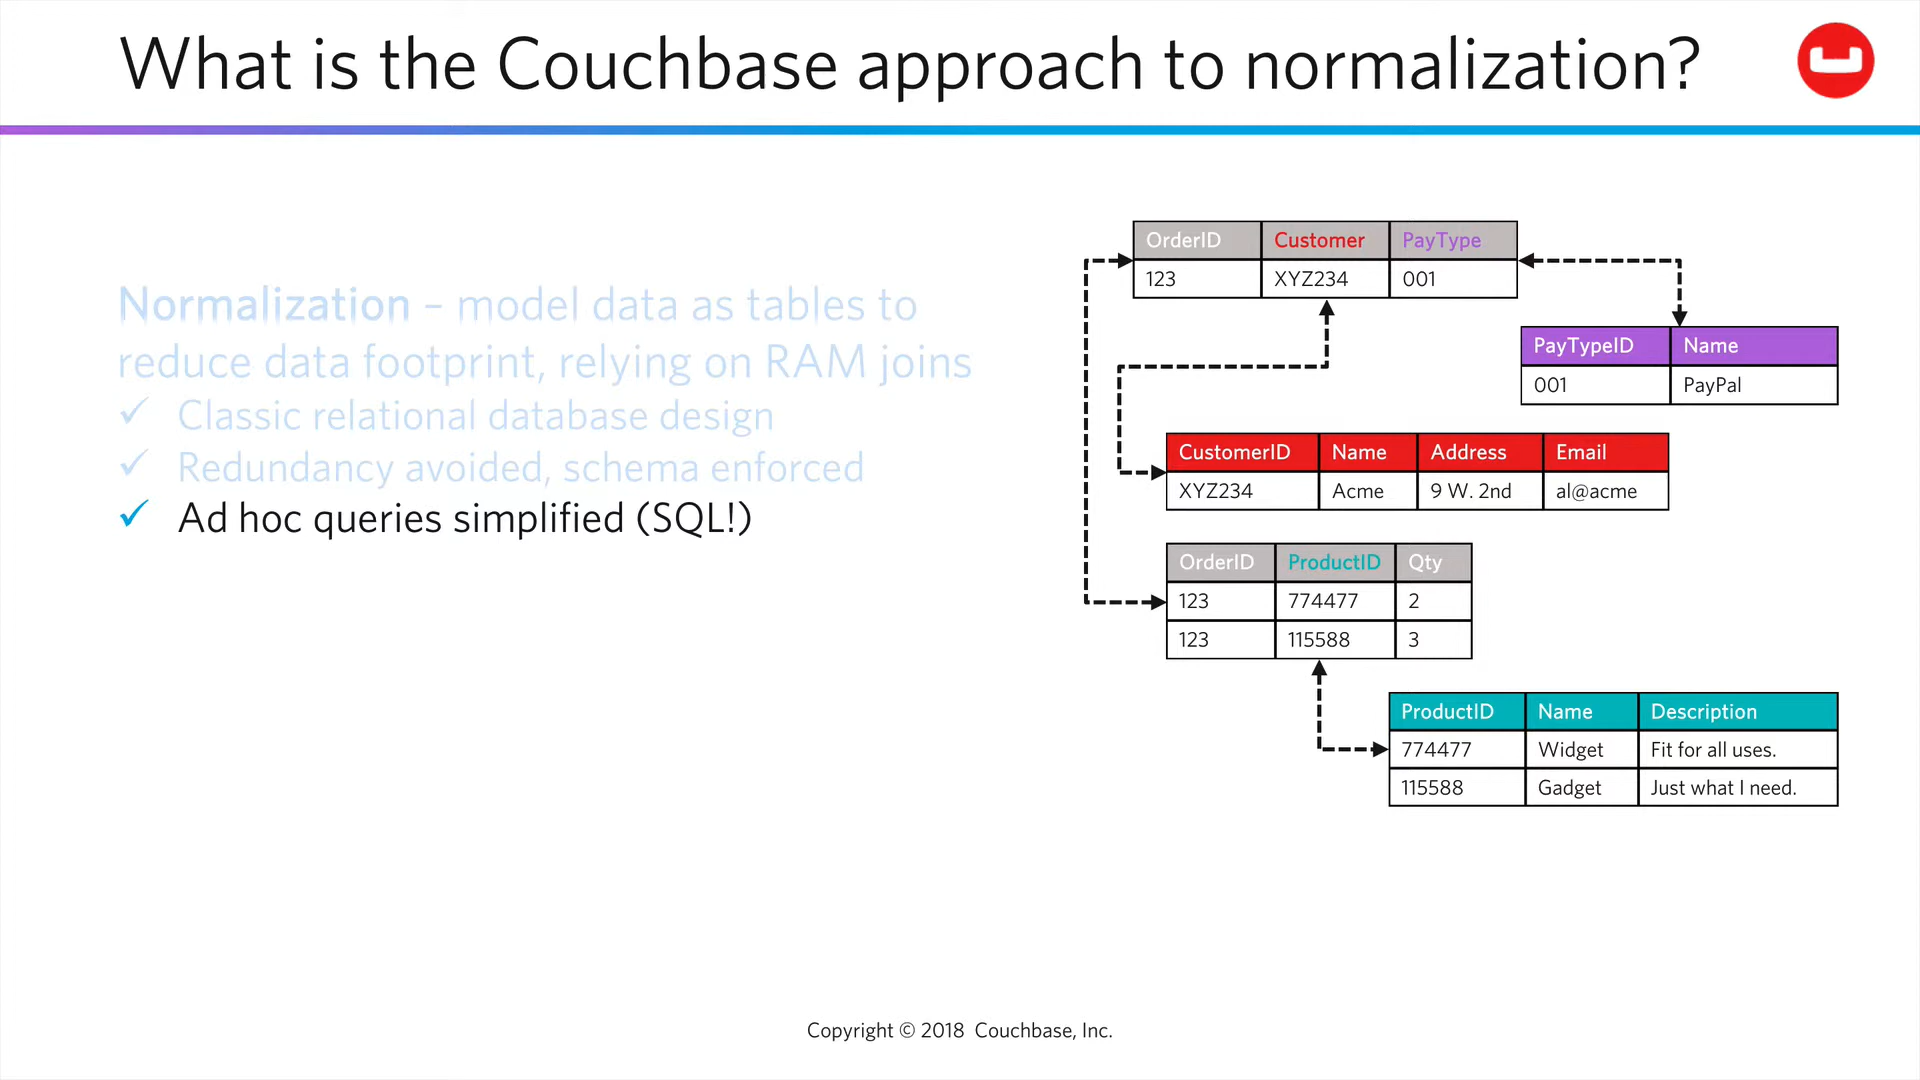 What is the Couchbase approach to normalization?
Normalization – model data as tables to
reduce data footprint, relying on RAM joins
✓ Classic relational database design
✓ Redundancy avoided, schema enforced
✓ Ad hoc queries simplified (SQL!)
OrderID Customer PayType
123 XYZ234 001
PayTypeID Name
001 PayPal
CustomerID Name Address Email
XYZ234 Acme 9 W. 2nd al@acme
OrderID ProductID Qty
123 774477 2
123 115588 3
ProductID Name Description
774477 Widget Fit for all uses.
115588 Gadget Just what I need.
Copyright © 2018 Couchbase, Inc.